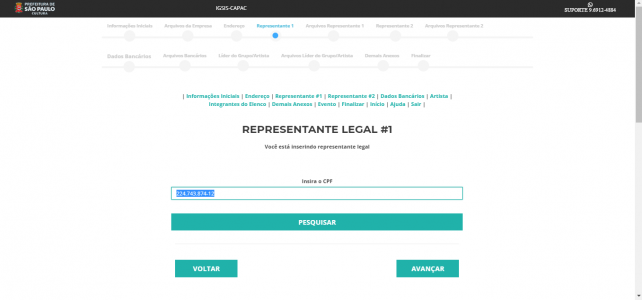 PREFEITURA DE
SÃO PAULO
CULTURA
IGSIS-CAPAC
SUPORTE 9.6912-4884
Informações Iniciais Arquivos da Empresa Endereço Representante 1 Arquivos Representante 1 Representante 2 Arquivos Representante 2
Dados Bancários Arquivos Bancários Líder do Grupo/Artista Arquivos Líder do Grupo/Artista Demais Anexos Finalizar
| Informações Iniciais | Endereço | Representante #1 | Representante #2 | Dados Bancários | Artista |
Integrantes do Elenco | Demais Anexos | Evento | Finalizar | Início | Ajuda | Sair |
REPRESENTANTE LEGAL #1
Você está inserindo representante legal
Insira o CPF
224.743.874-12
PESQUISAR
VOLTAR AVANÇAR